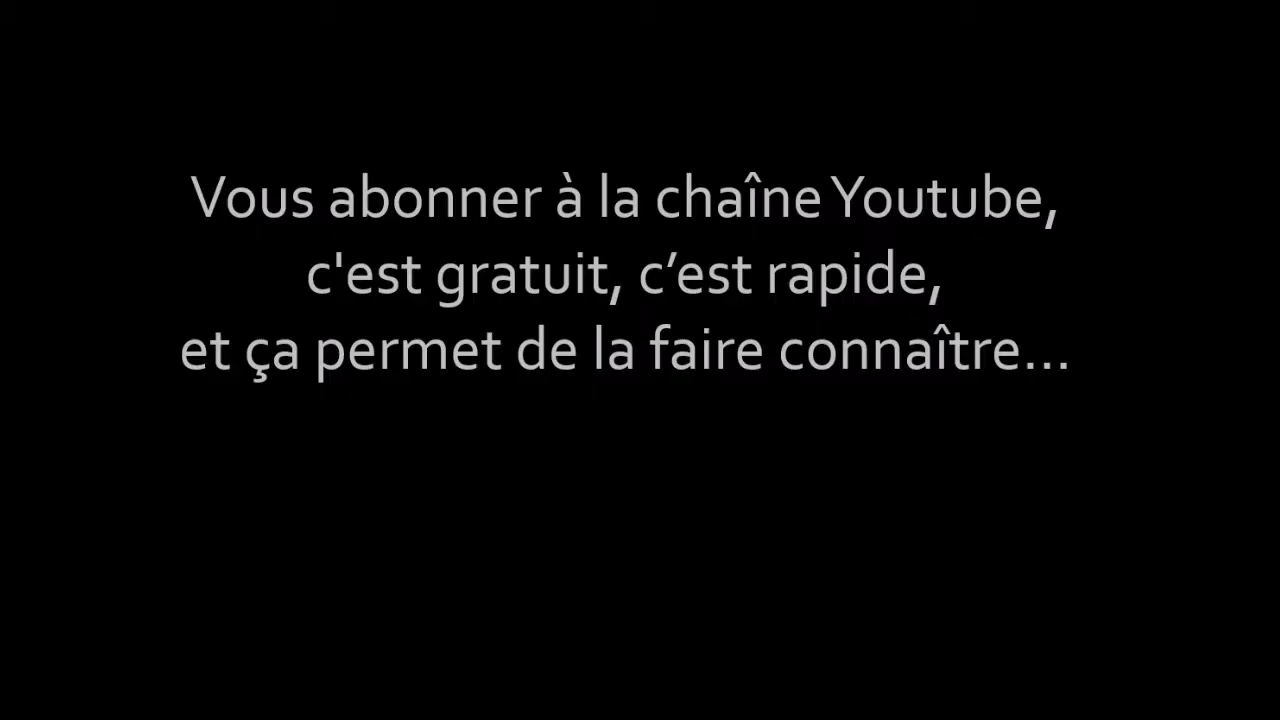 Vous abonner à la chaîne Youtube,
c'est gratuit, c’est rapide,
et ça permet de la faire connaître...